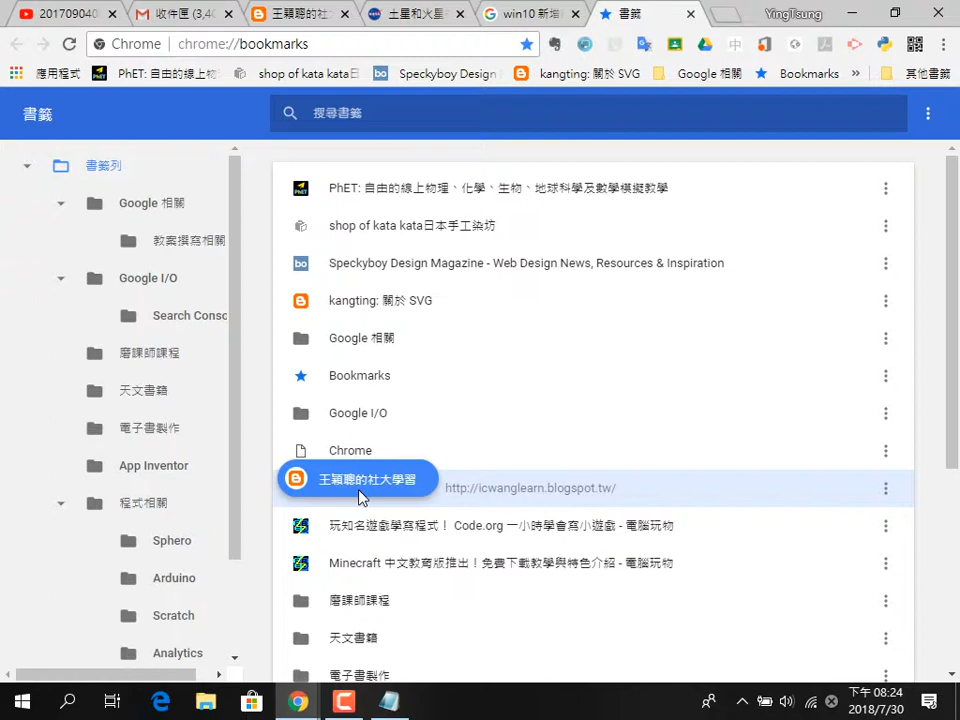 20170904(
收件匣 (3,4(
王穎聰的社
土星和火星
win10 新增
書籤
YingTsung
Chrome | chrome://bookmarks
應用程式
PhET: 自由的線上物
shop of kata kata日
Speckyboy Design
kangting: 關於 SVG
Google 相關
Bookmarks
»
其他書籤
書籤
搜尋書籤
書籤列
Google 相關
教案撰寫相關
Google I/O
Search Conso
磨課師課程
天文書籤
電子書製作
App Inventor
程式相關
Sphero
Arduino
Scratch
Analytics
PhET: 自由的線上物理、化學、生物、地球科學及數學模擬教學
shop of kata kata日本手工染坊
Speckyboy Design Magazine - Web Design News, Resources & Inspiration
kangting: 關於 SVG
Google 相關
Bookmarks
Google I/O
Chrome
王穎聰的社大學習
http://icwanglearn.blogspot.tw/
玩知名遊戲學寫程式！ Code.org 一小時學會寫小遊戲 - 電腦玩物
Minecraft 中文教育版推出！免費下載教學與特色介紹 - 電腦玩物
磨課師課程
天文書籤
電子書製作
下午 08:24
2018/7/30